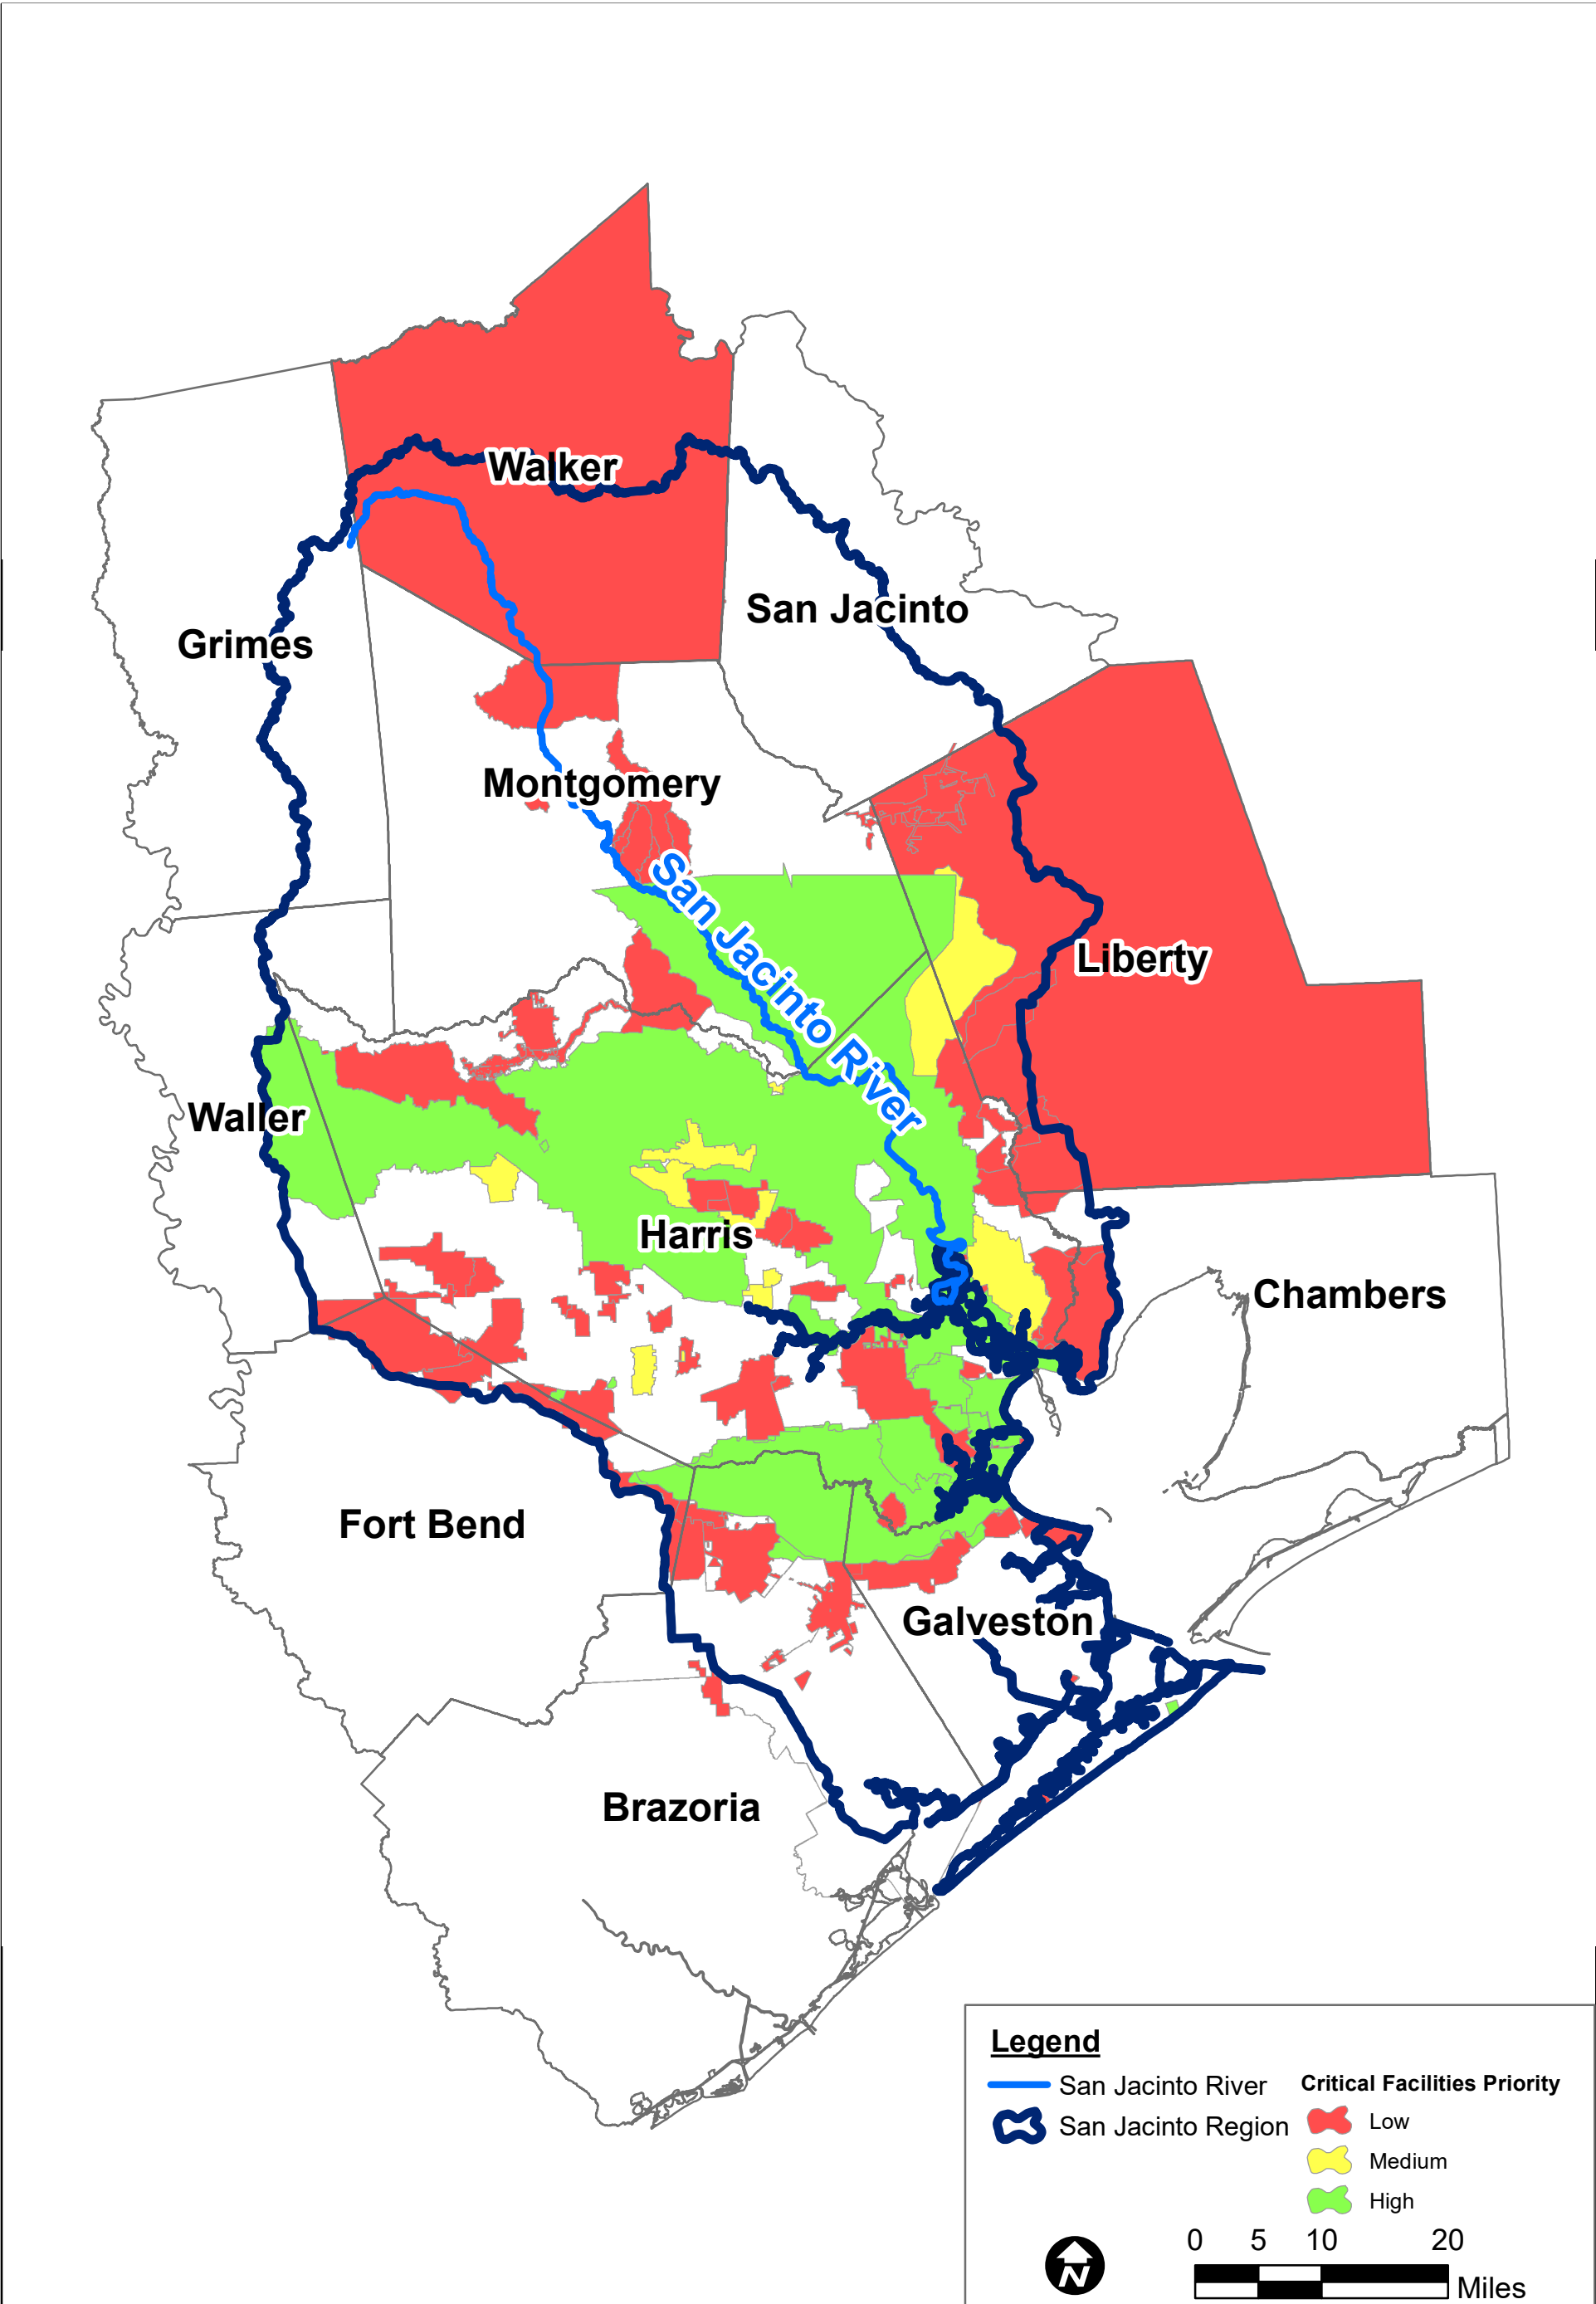 Walker
San Jacinto
Grimes
Montgomery
San Jacinto River
Liberty
Waller
Harris
Chambers
Fort Bend
Galveston
Brazoria
Legend
San Jacinto River
San Jacinto Region
Critical Facilities Priority
Low
Medium
High
N
0 5 10 20
Miles